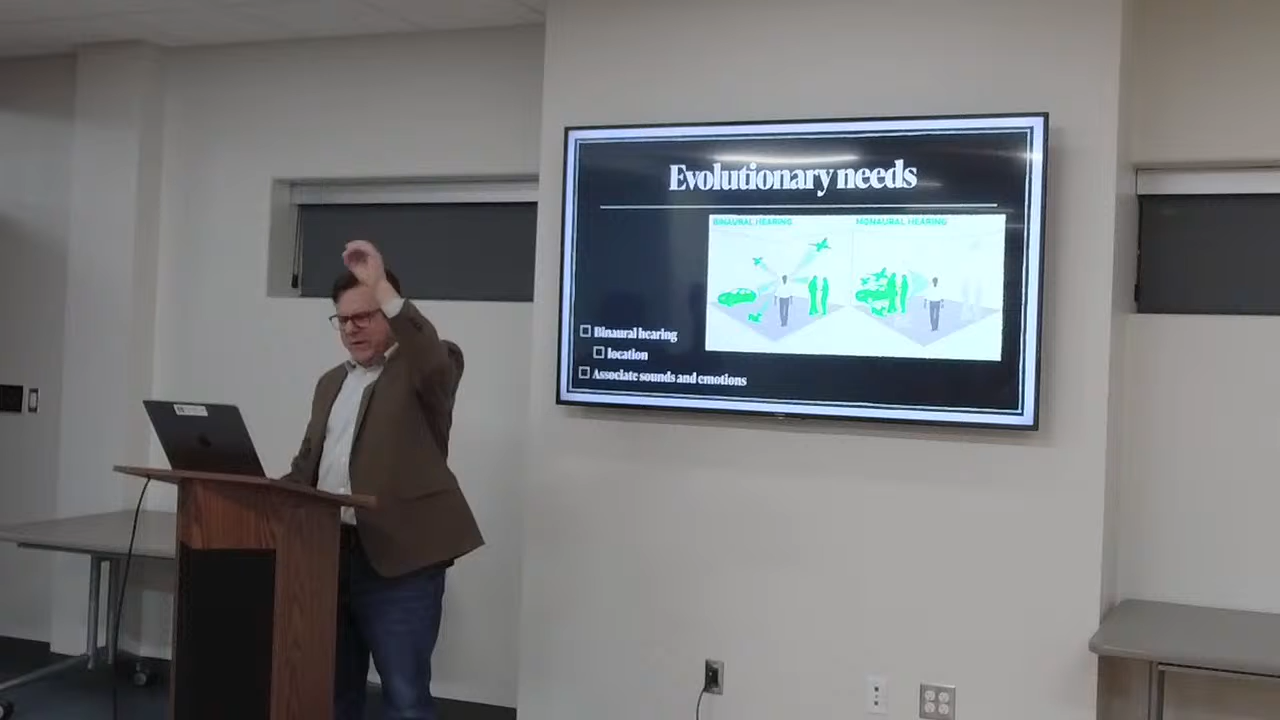 Evolutionary needs
BINAURAL HEARING
MONAURAL HEARING
Binaural hearing
location
Associate sounds and emotions